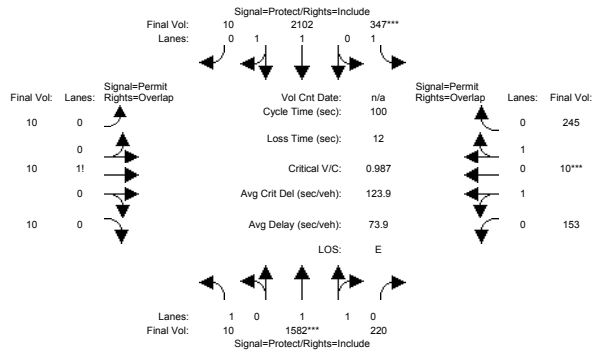 Signal=Protect/Rights=Include
Final Vol: 10 2102 347***
Lanes: 0 1 1 0 1
Signal=Permit Signal=Permit
Final Vol: Lanes: Rights=Overlap Vol Cnt Date: n/a Rights=Overlap Lanes: Final Vol:
Cycle Time (sec): 100
10 0 0 245
Loss Time (sec): 12
0 1
10 1! Critical V/C: 0.987 0 10***
0 Avg Crit Del (sec/veh): 123.9 1
10 0 Avg Delay (sec/veh): 73.9 0 153
LOS: E
Lanes: 1 0 1 1 0
Final Vol: 10 1582*** 220
Signal=Protect/Rights=Include